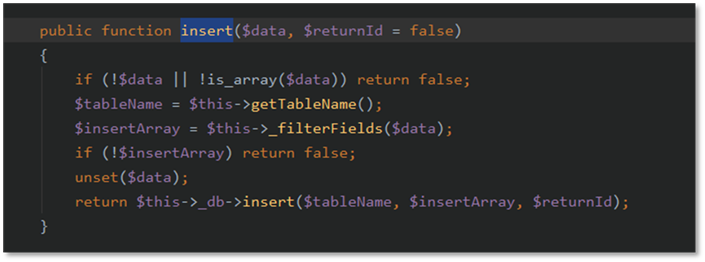 public function insert($data, $returnId = false)
{
if (!$data || !is_array($data)) return false;
$tableName = $this->getTableName();
$insertArray = $this->_filterFields($data);
if (!$insertArray) return false;
unset($data);
return $this->_db->insert($tableName, $insertArray, $returnId);
}